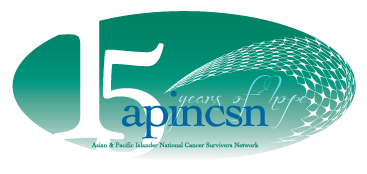 15
years of hope
apincsn
Asian & Pacific Islander National Cancer Survivors Network